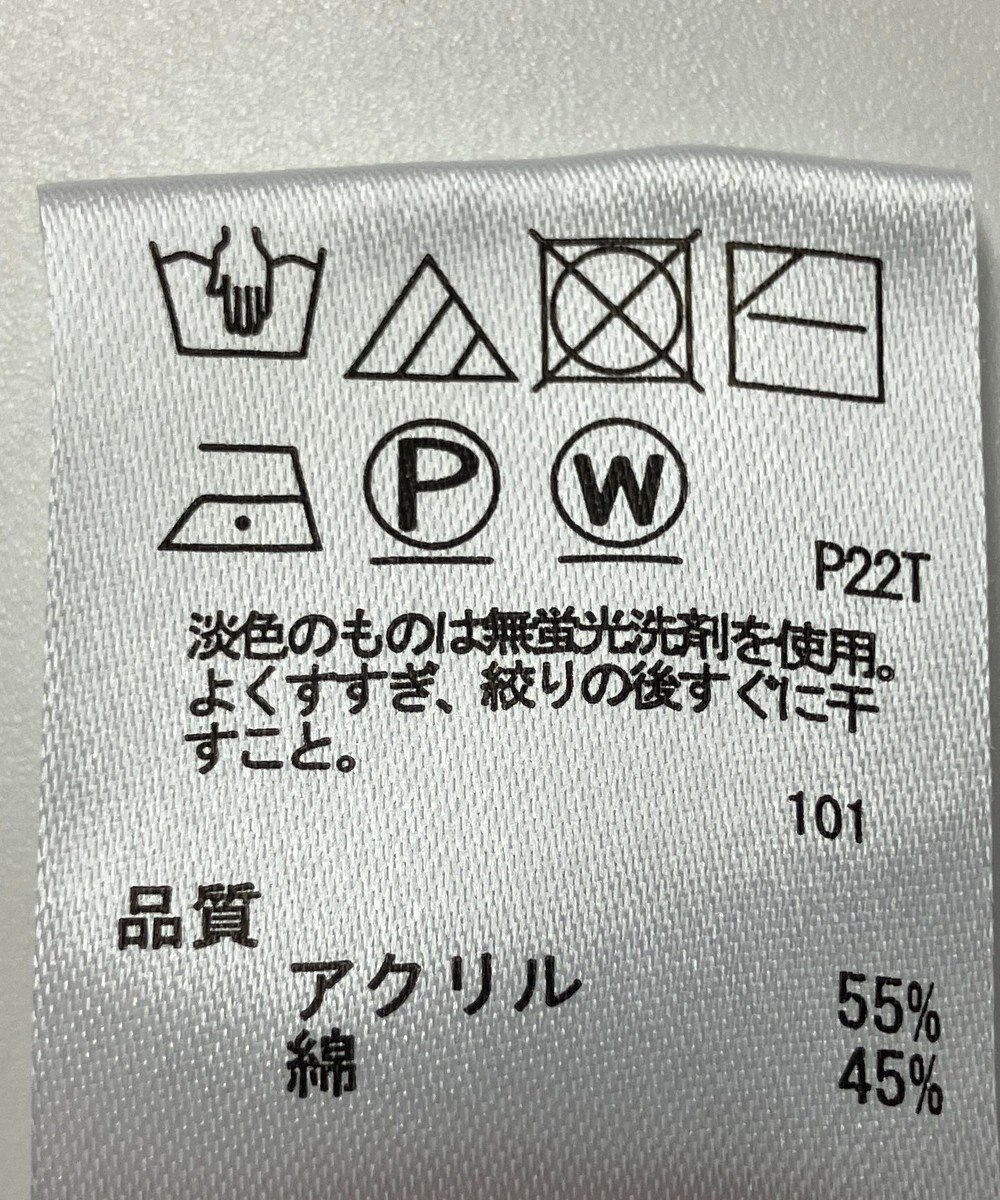 P W
P22T
淡色のものは無蛍光洗剤を使用。
よくすすぎ、絞りの後すぐに干
すこと。
101
品質
アクリル 55%
綿 45%